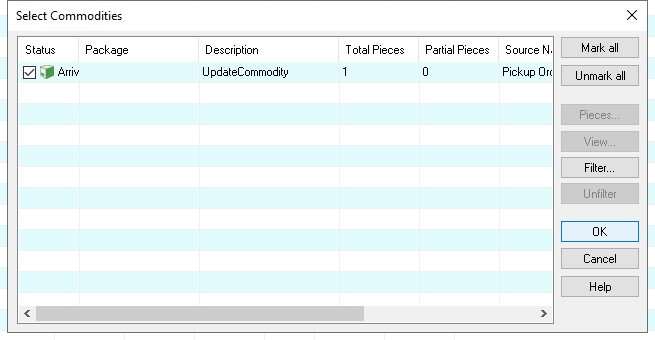 Select Commodities
Status Package Description Total Pieces Partial Pieces Source N
Arriv UpdateCommodity 1 0 Pickup Ord
Mark all
Unmark all
Pieces...
View...
Filter...
Unfilter
OK
Cancel
Help